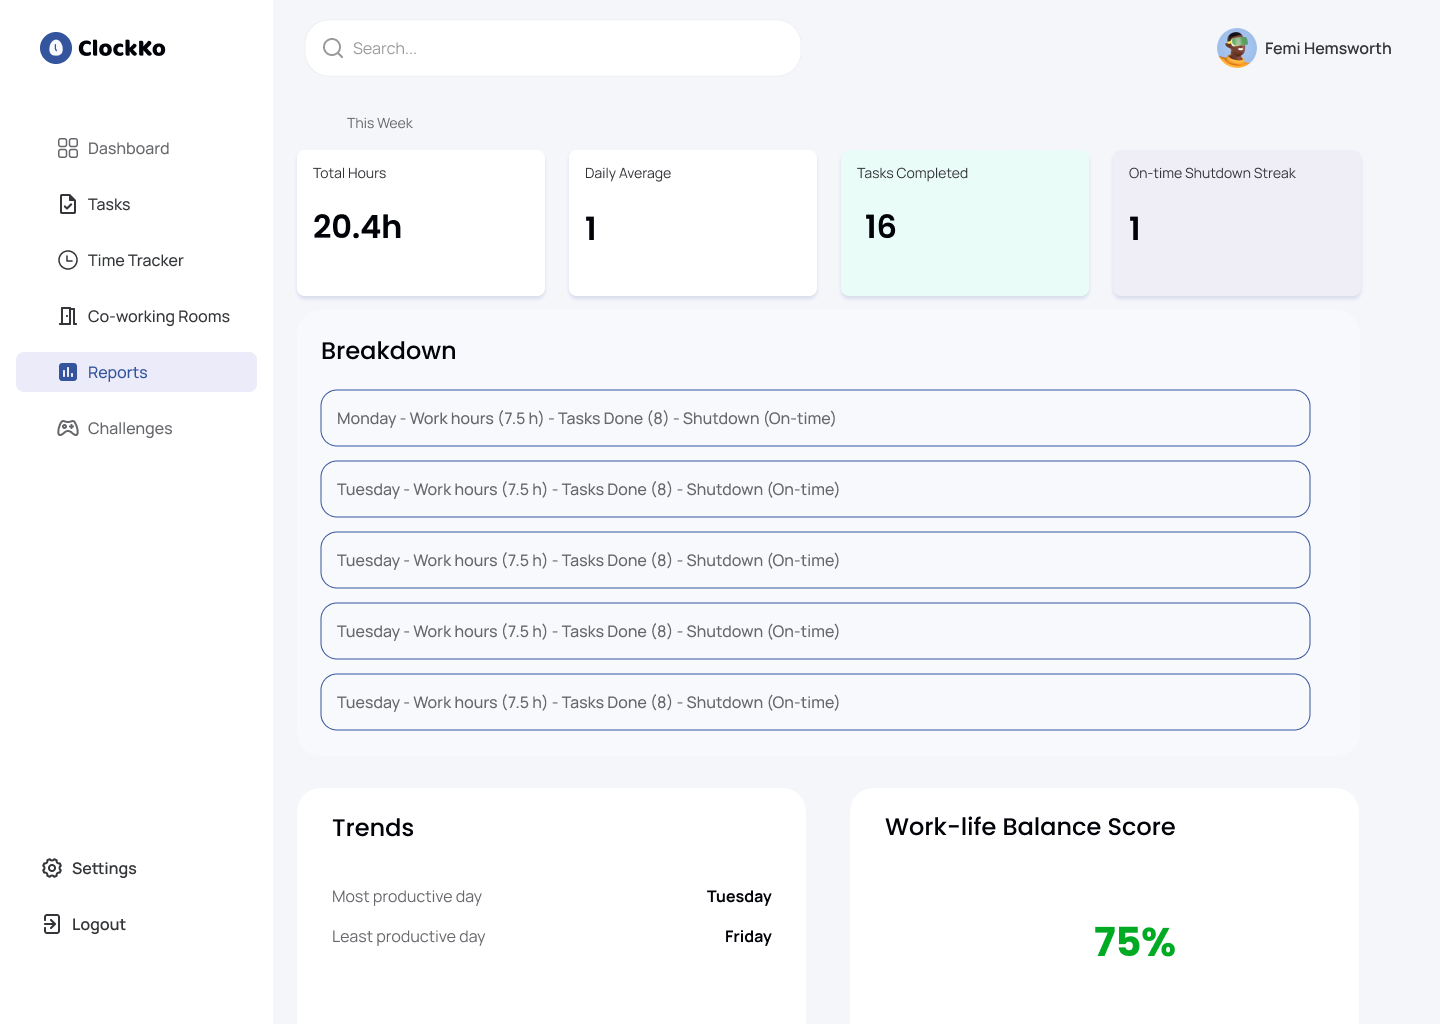 ClockKo
Search...
Femi Hemsworth
Dashboard
Tasks
Time Tracker
Co-working Rooms
Reports
Challenges
Settings
Logout
This Week
Total Hours
20.4h
Daily Average
1
Tasks Completed
16
On-time Shutdown Streak
1
Breakdown
Monday - Work hours (7.5 h) - Tasks Done (8) - Shutdown (On-time)
Tuesday - Work hours (7.5 h) - Tasks Done (8) - Shutdown (On-time)
Tuesday - Work hours (7.5 h) - Tasks Done (8) - Shutdown (On-time)
Tuesday - Work hours (7.5 h) - Tasks Done (8) - Shutdown (On-time)
Tuesday - Work hours (7.5 h) - Tasks Done (8) - Shutdown (On-time)
Trends
Most productive day Tuesday
Least productive day Friday
Work-life Balance Score
75%